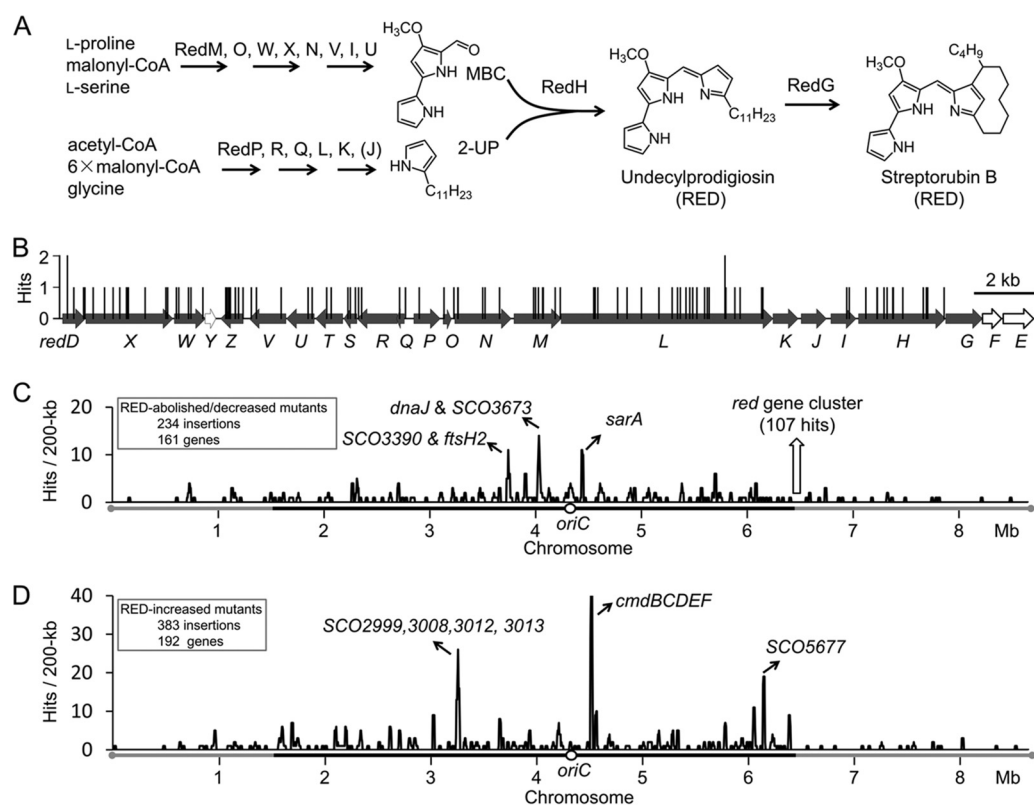 A
L-proline
malonyl-CoA
L-serine
RedM, O, W, X, N, V, I, U
H₃CO
O
NH
NH
MBC
RedH
acetyl-CoA
6×malonyl-CoA
glycine
RedP, R, Q, L, K, (J)
HN
C₁₁H₂₃
2-UP
H₃CO
NH
N
NH
C₁₁H₂₃
Undecylprodigiosin
(RED)
RedG
C₄H₉
H₃CO
NH
N
NH
Streptorubin B
(RED)
B
Hits
2
1
0
2 kb
redD X W Y Z V U T S R Q P O N M L K J I H G F E
C
Hits / 200-kb
20
10
0
RED-abolished/decreased mutants
234 insertions
161 genes
dnaJ & SCO3673
SCO3390 & ftsH2
sarA
red gene cluster
(107 hits)
1 2 3 4 5 6 7 8 Mb
oriC
Chromosome
D
Hits / 200-kb
40
30
20
10
0
RED-increased mutants
383 insertions
192 genes
SCO2999,3008,3012, 3013
cmdBCDEF
SCO5677
1 2 3 4 5 6 7 8 Mb
oriC
Chromosome